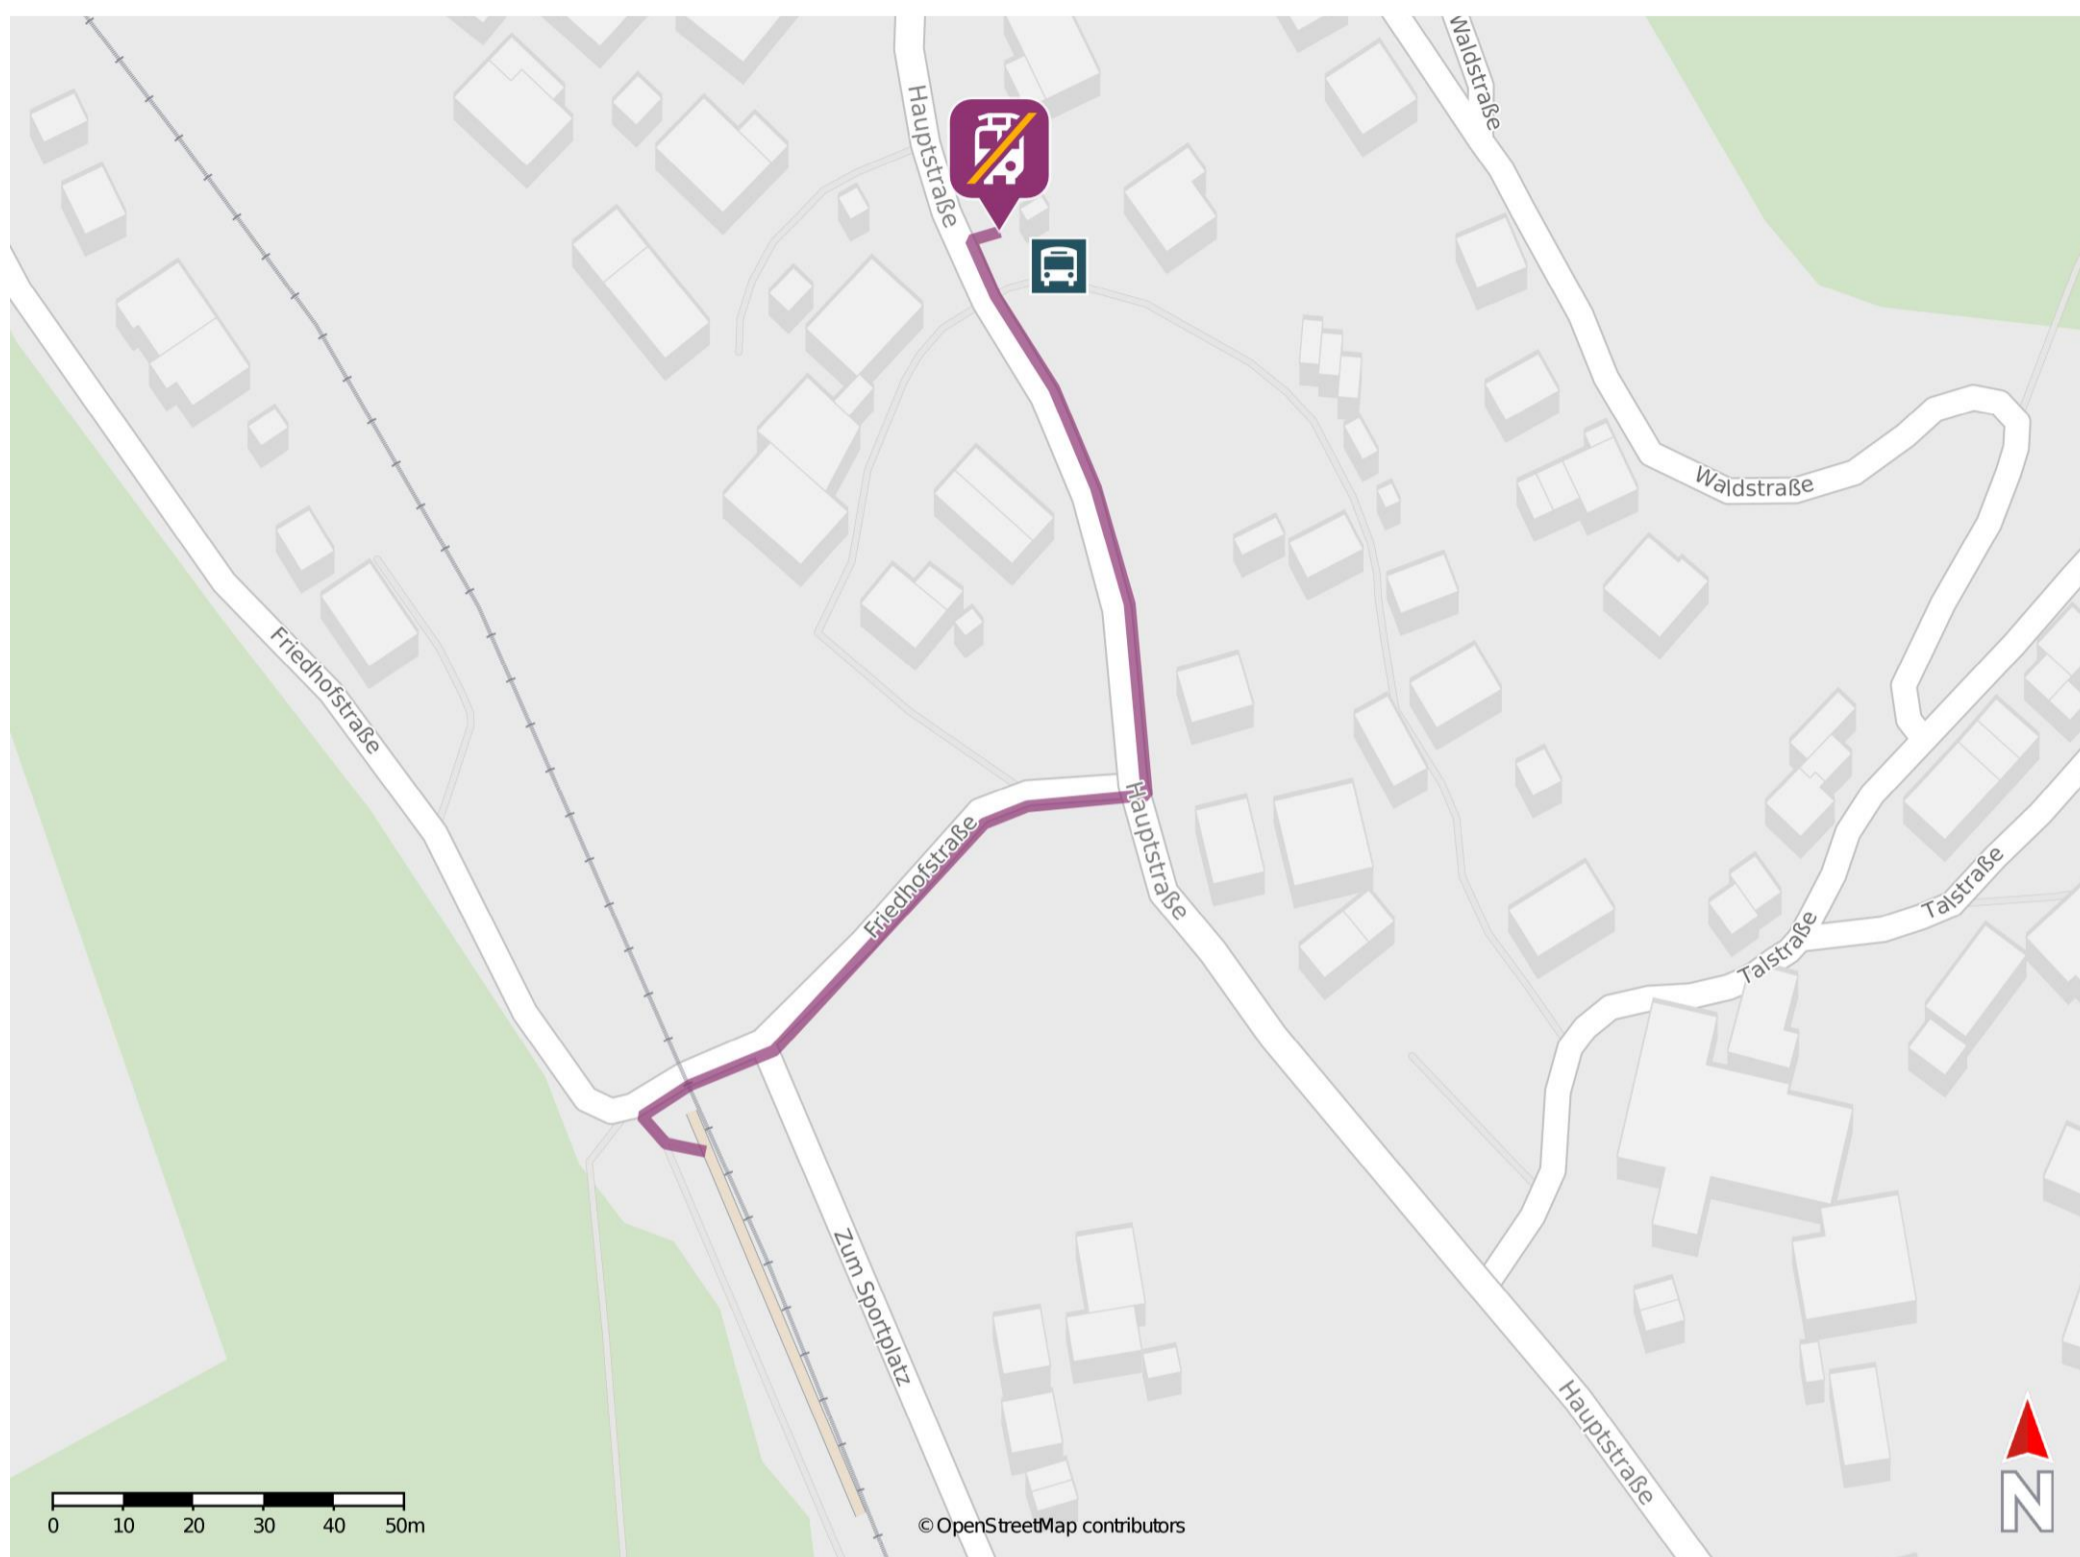 Waldstraße
Hauptstraße
Waldstraße
Friedhofstraße
Hauptstraße
Friedhofstraße
Talstraße
Talstraße
Zum Sportplatz
Hauptstraße
N
0 10 20 30 40 50m
© OpenStreetMap contributors